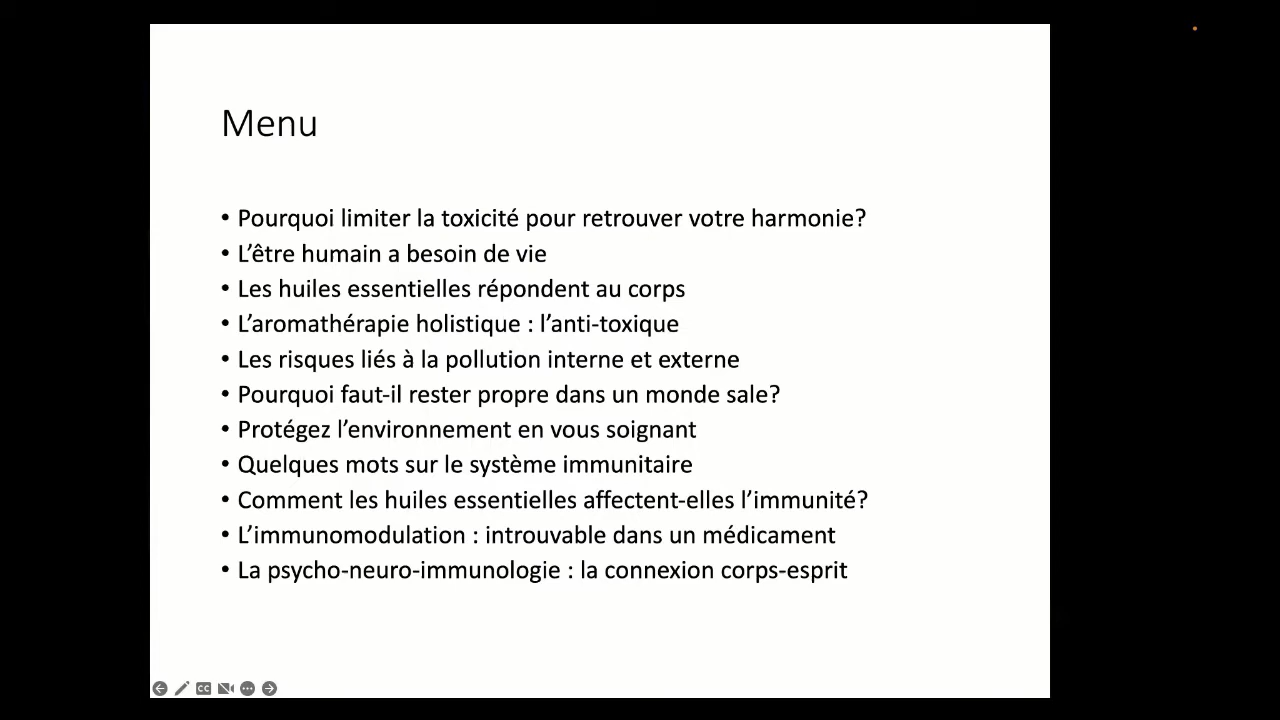 Menu
• Pourquoi limiter la toxicité pour retrouver votre harmonie?
• L’être humain a besoin de vie
• Les huiles essentielles répondent au corps
• L’aromathérapie holistique : l’anti-toxique
• Les risques liés à la pollution interne et externe
• Pourquoi faut-il rester propre dans un monde sale?
• Protégez l’environnement en vous soignant
• Quelques mots sur le système immunitaire
• Comment les huiles essentielles affectent-elles l’immunité?
• L’immunomodulation : introuvable dans un médicament
• La psycho-neuro-immunologie : la connexion corps-esprit
CC